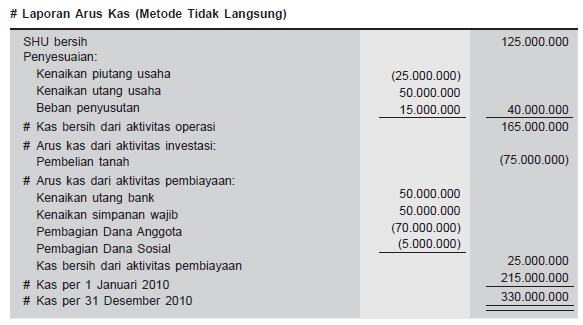 # Laporan Arus Kas (Metode Tidak Langsung)
SHU bersih 125.000.000
Penyesuaian:
Kenaikan piutang usaha (25.000.000)
Kenaikan utang usaha 50.000.000
Beban penyusutan 15.000.000 40.000.000
# Kas bersih dari aktivitas operasi 165.000.000
# Arus kas dari aktivitas investasi:
Pembelian tanah (75.000.000)
# Arus kas dari aktivitas pembiayaan:
Kenaikan utang bank 50.000.000
Kenaikan simpanan wajib 50.000.000
Pembagian Dana Anggota (70.000.000)
Pembagian Dana Sosial (5.000.000)
Kas bersih dari aktivitas pembiayaan 25.000.000
# Kas per 1 Januari 2010 215.000.000
# Kas per 31 Desember 2010 330.000.000